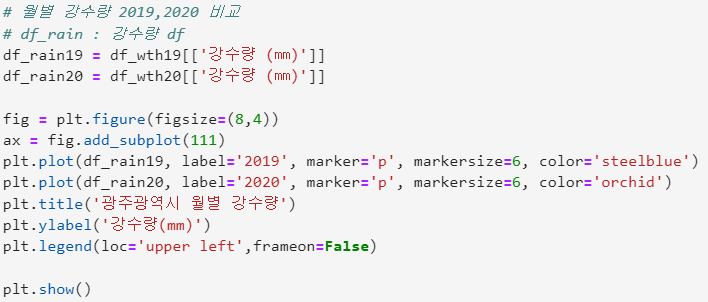 # 월별 강수량 2019,2020 비교
# df_rain : 강수량 df
df_rain19 = df_wth19[['강수량 (mm)']]
df_rain20 = df_wth20[['강수량 (mm)']]
fig = plt.figure(figsize=(8,4))
ax = fig.add_subplot(111)
plt.plot(df_rain19, label='2019', marker='p', markersize=6, color='steelblue')
plt.plot(df_rain20, label='2020', marker='p', markersize=6, color='orchid')
plt.title('광주광역시 월별 강수량')
plt.ylabel('강수량(mm)')
plt.legend(loc='upper left',frameon=False)
plt.show()